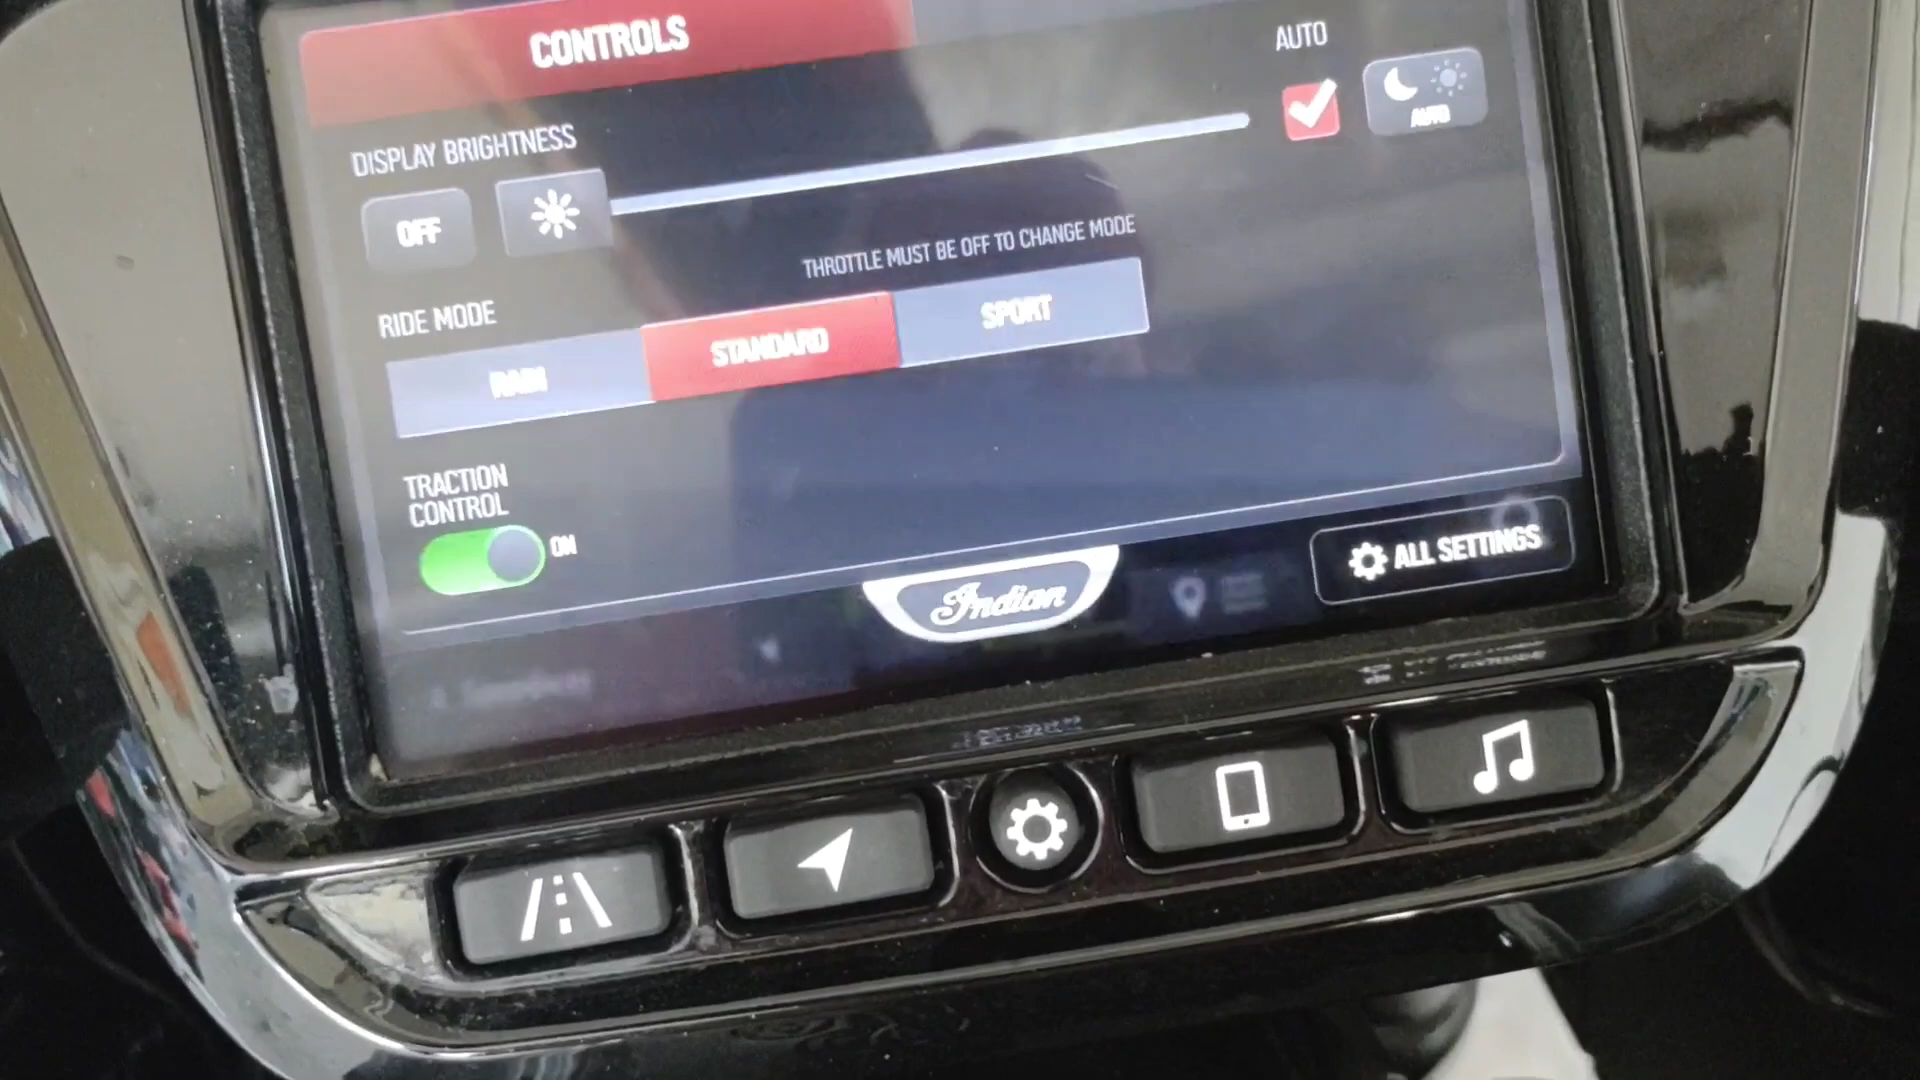 CONTROLS
AUTO
AUTO
DISPLAY BRIGHTNESS
OFF
THROTTLE MUST BE OFF TO CHANGE MODE
RIDE MODE
RAIN
STANDARD
SPORT
TRACTION
CONTROL
ON
Indian
ALL SETTINGS